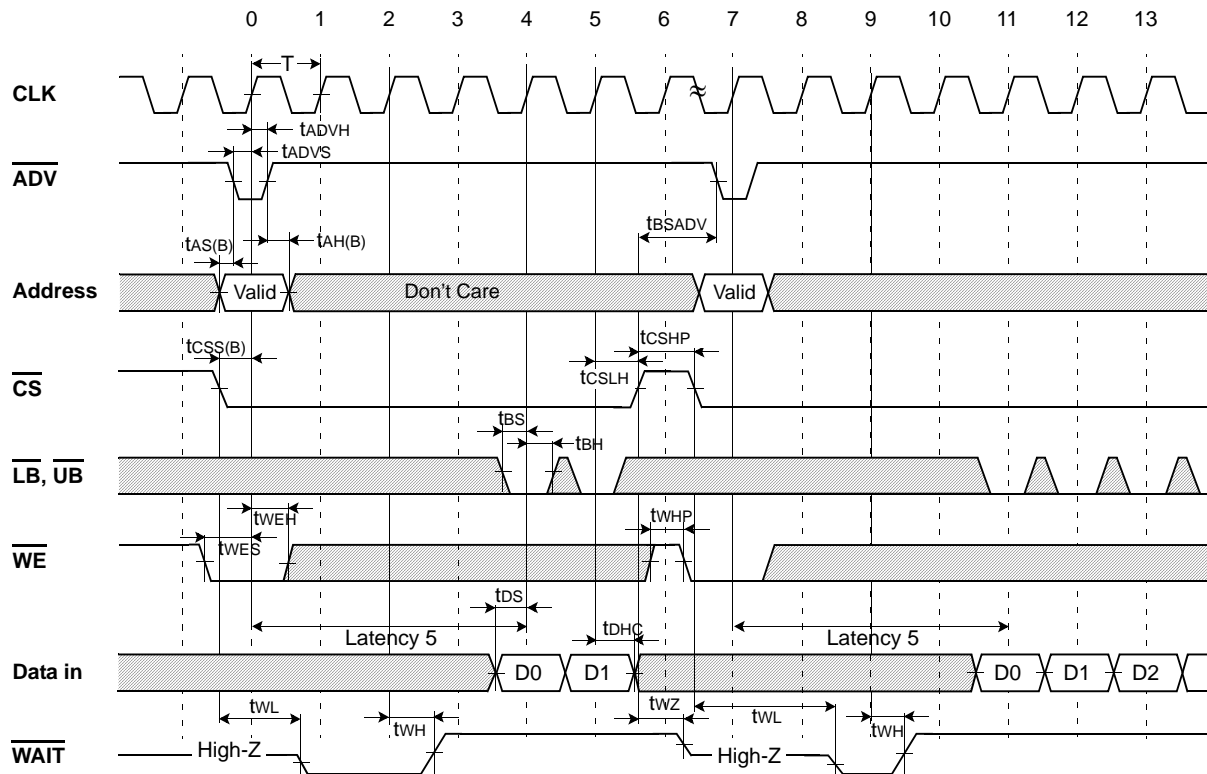 0 1 2 3 4 5 6 7 8 9 10 11 12 13
T
CLK
tADVH
tADVS
ADV
tBSADV
tAS(B) tAH(B)
Address Valid Don't Care Valid
tCSHP
tCSS(B)
tCSLH
CS
tBS
tBH
LB, UB
tWEH tWHP
tWES
WE
tDS
tDHC
Latency 5 Latency 5
Data in D0 D1 D0 D1 D2
tWL tWH tWZ tWL tWH
WAIT High-Z High-Z